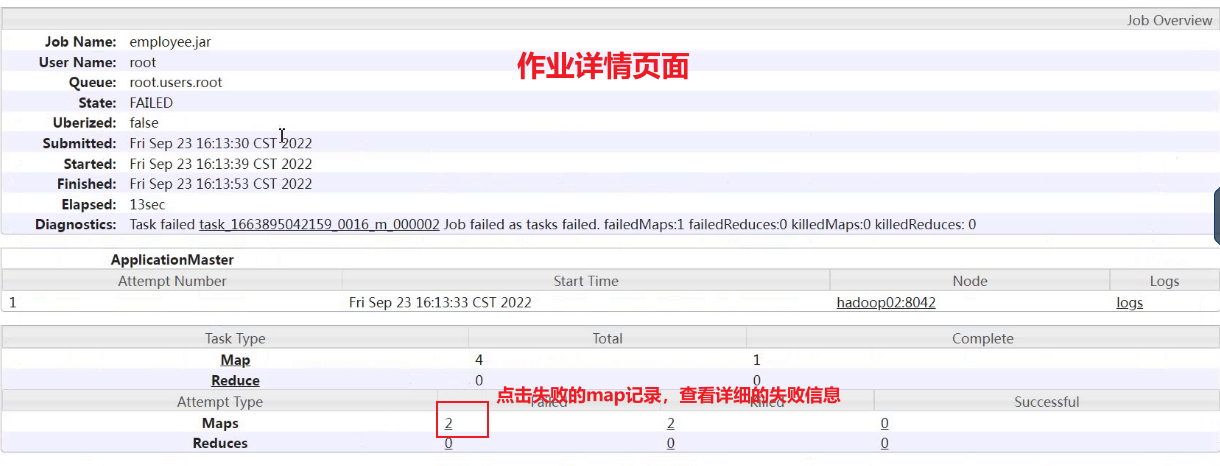 Job Overview
Job Name: employee.jar
作业详情页面
User Name: root
Queue: root.users.root
State: FAILED
Uberized: false
Submitted: Fri Sep 23 16:13:30 CST 2022
Started: Fri Sep 23 16:13:39 CST 2022
Finished: Fri Sep 23 16:13:53 CST 2022
Elapsed: 13sec
Diagnostics: Task failed task_1663895042159_0016_m_000002 Job failed as tasks failed. failedMaps:1 failedReduces:0 killedMaps:0 killedReduces: 0
ApplicationMaster
Attempt Number Start Time Node Logs
1 Fri Sep 23 16:13:33 CST 2022 hadoop02:8042 logs
Task Type Total Complete
Map 4 1
Reduce 0 0
点击失败的map记录，查看详细的失败信息
Attempt Type Failed Killed Successful
Maps 2 2 0
Reduces 0 0 0